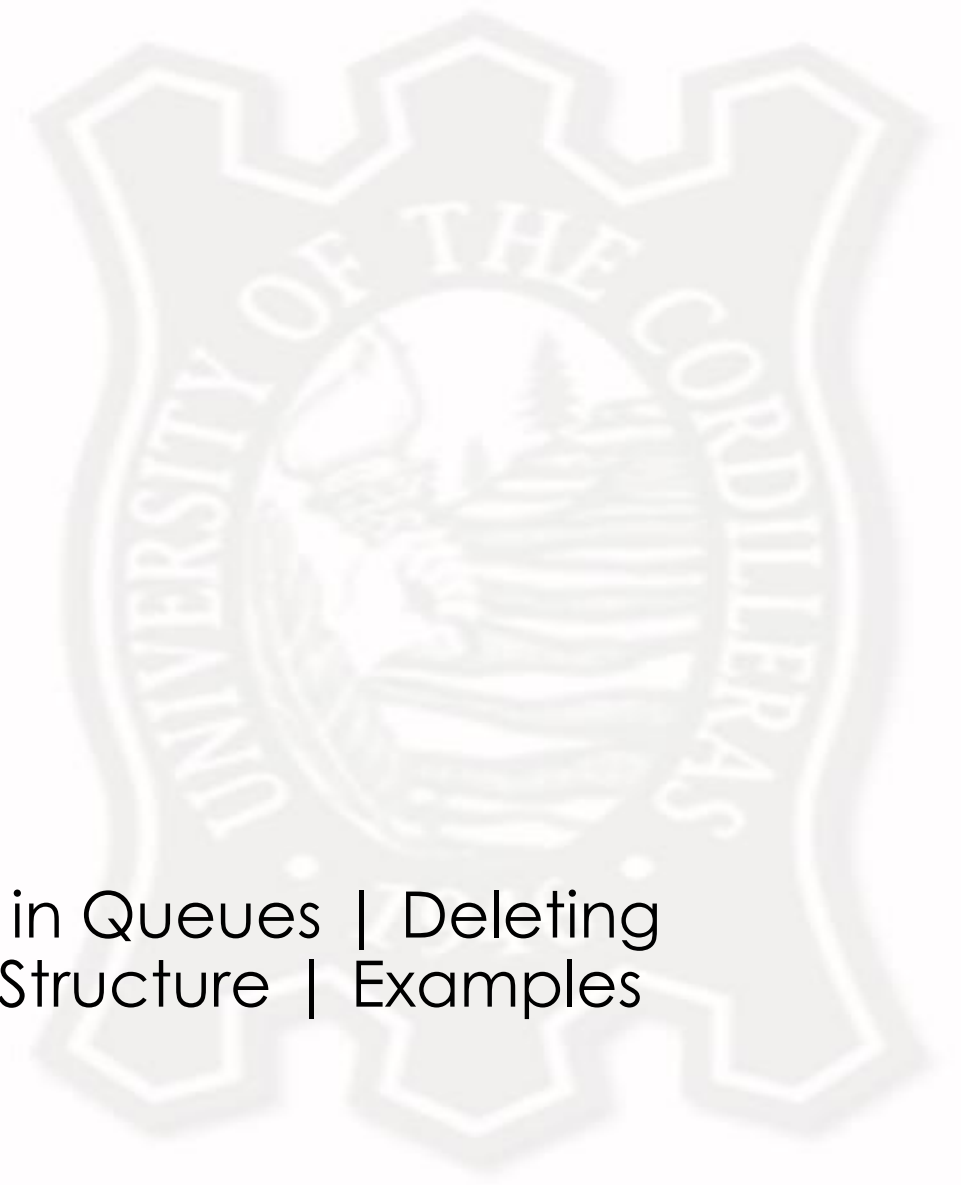 UNIVERSITY OF THE CORDILLERAS
in Queues | Deleting
Structure | Examples